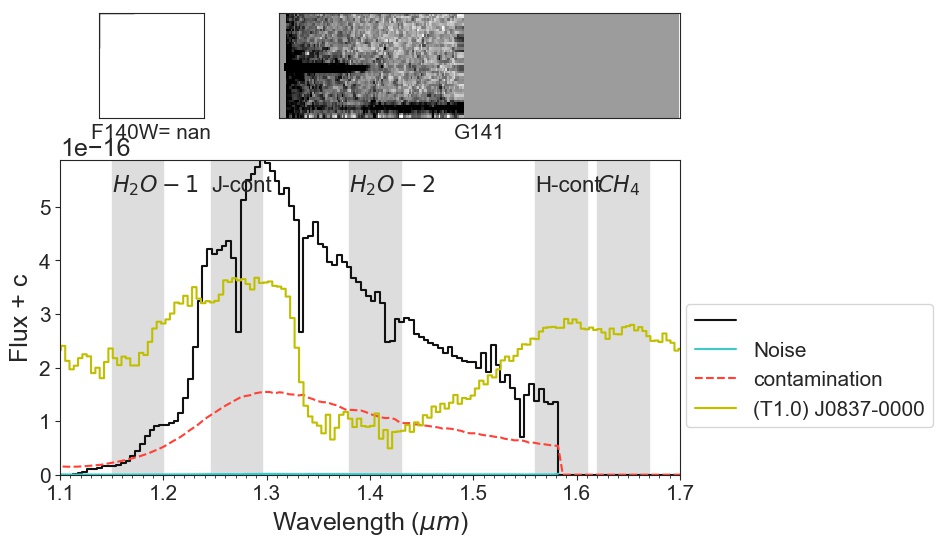 F140W= nan
G141
1e−16
H₂O − 1 J-cont H₂O − 2 H-cont CH₄
5
4
3
2
1
0
1.1 1.2 1.3 1.4 1.5 1.6 1.7
Flux + c
Wavelength (μm)
Noise
contamination
(T1.0) J0837-0000